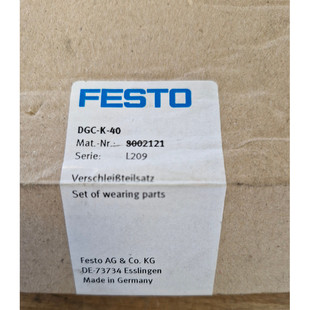 FESTO
DGC-K-40
Mat.-Nr.: 8002121
Serie: L209
Verschleißteilsatz
Set of wearing parts
Festo AG & Co. KG
DE-73734 Esslingen
Made in Germany